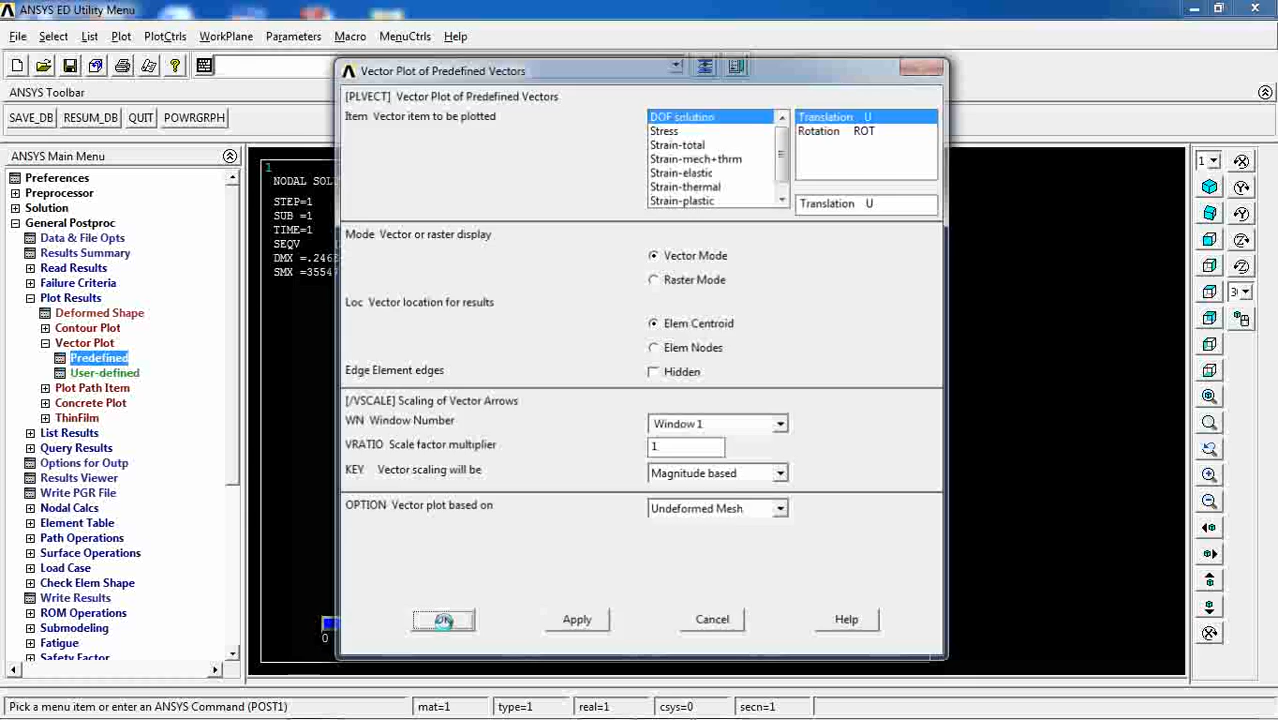 ANSYS ED Utility Menu
File Select List Plot PlotCtrls WorkPlane Parameters Macro MenuCtrls Help
ANSYS Toolbar
SAVE_DB RESUM_DB QUIT POWRGRPH
ANSYS Main Menu
Preferences
Preprocessor
Solution
General Postproc
Data & File Opts
Results Summary
Read Results
Failure Criteria
Plot Results
Deformed Shape
Contour Plot
Vector Plot
Predefined
User-defined
Plot Path Item
Concrete Plot
ThinFilm
List Results
Query Results
Options for Outp
Results Viewer
Write PGR File
Nodal Calcs
Element Table
Path Operations
Surface Operations
Load Case
Check Elem Shape
Write Results
ROM Operations
Submodeling
Fatigue
Safety Factor
1
NODAL SOL
STEP=1
SUB =1
TIME=1
SEQV
DMX =.246
SMX =3554
0
Vector Plot of Predefined Vectors
[PLVECT] Vector Plot of Predefined Vectors
Item Vector item to be plotted
DOF solution
Stress
Strain-total
Strain-mech+thrm
Strain-elastic
Strain-thermal
Strain-plastic
Translation U
Rotation ROT
Translation U
Mode Vector or raster display
Vector Mode
Raster Mode
Loc Vector location for results
Elem Centroid
Elem Nodes
Edge Element edges
Hidden
[/VSCALE] Scaling of Vector Arrows
WN Window Number
Window 1
VRATIO Scale factor multiplier
1
KEY Vector scaling will be
Magnitude based
OPTION Vector plot based on
Undeformed Mesh
Apply Cancel Help
1
Pick a menu item or enter an ANSYS Command (POST1)
mat=1 type=1 real=1 csys=0 secn=1